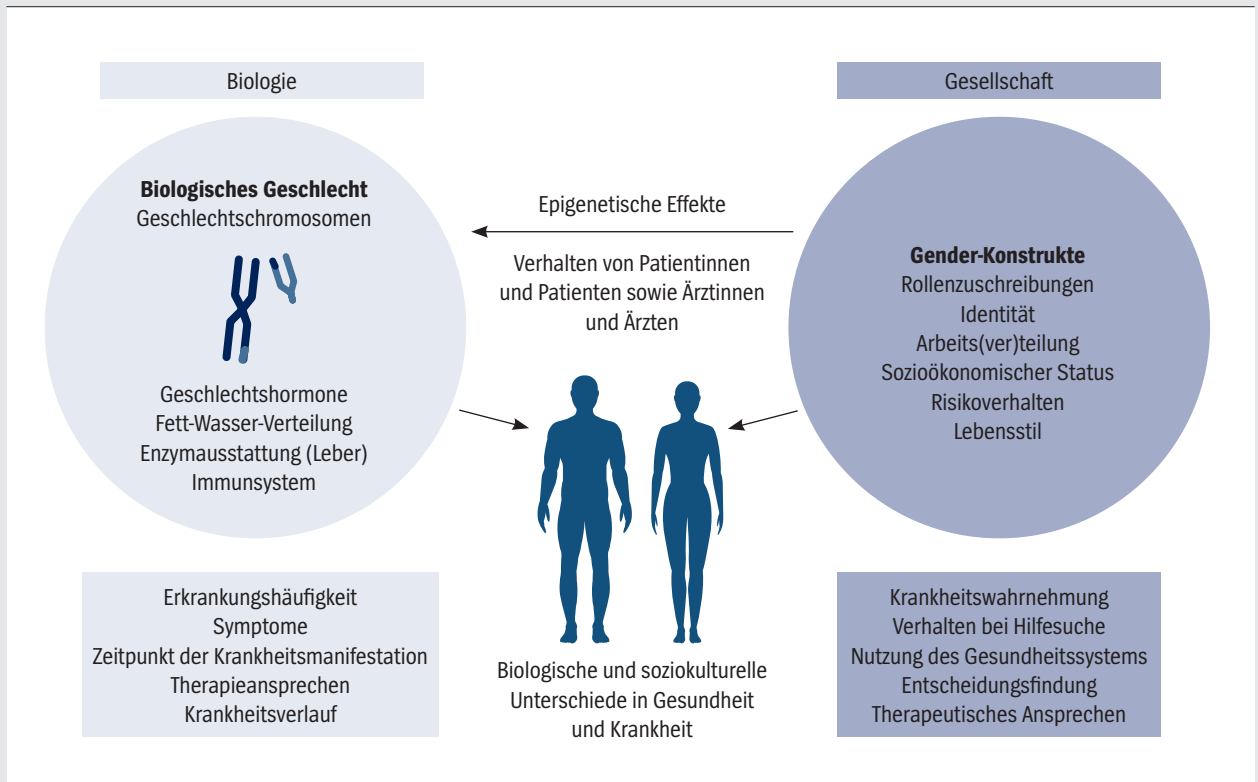 Biologie
Biologisches Geschlecht
Geschlechtschromosomen
Geschlechtshormone
Fett-Wasser-Verteilung
Enzymausstattung (Leber)
Immunsystem
Erkrankungshäufigkeit
Symptome
Zeitpunkt der Krankheitsmanifestation
Therapieansprechen
Krankheitsverlauf
Epigenetische Effekte
Verhalten von Patientinnen
und Patienten sowie Ärztinnen
und Ärzten
Biologische und soziokulturelle
Unterschiede in Gesundheit
und Krankheit
Gesellschaft
Gender-Konstrukte
Rollenzuschreibungen
Identität
Arbeits(ver)teilung
Sozioökonomischer Status
Risikoverhalten
Lebensstil
Krankheitswahrnehmung
Verhalten bei Hilfesuche
Nutzung des Gesundheitssystems
Entscheidungsfindung
Therapeutisches Ansprechen